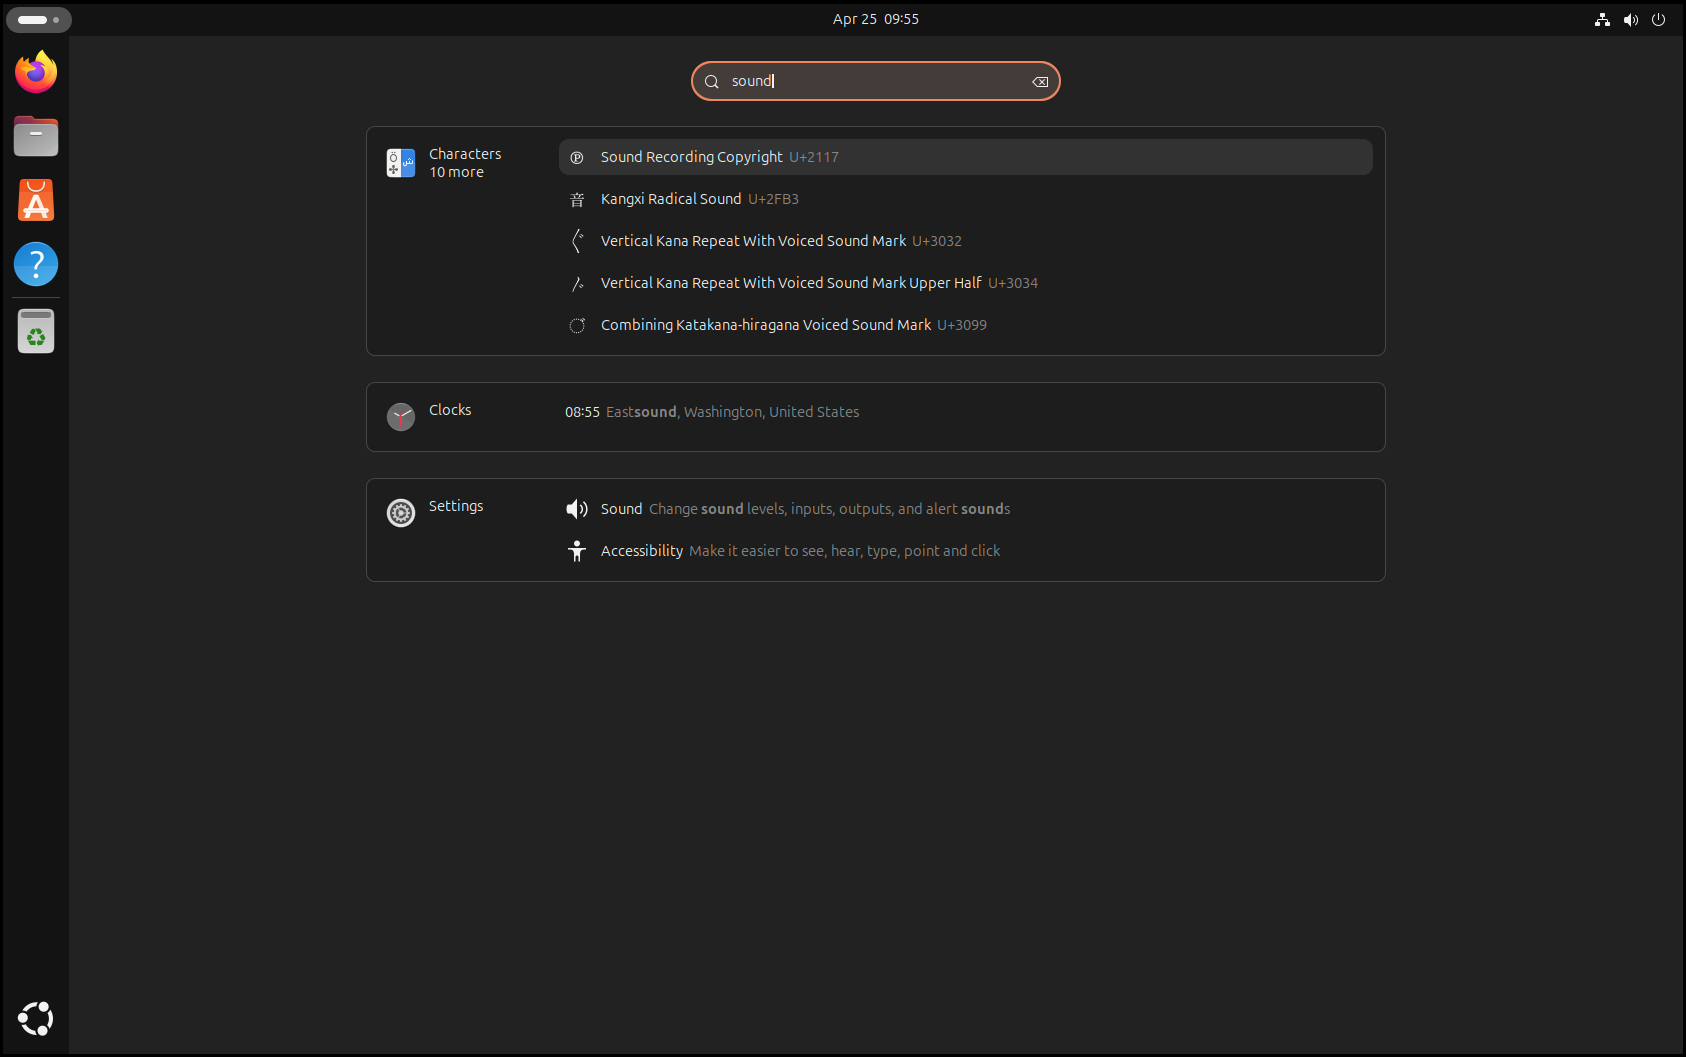 Apr 25 09:55
sound
Characters
10 more
Sound Recording Copyright U+2117
音 Kangxi Radical Sound U+2FB3
Vertical Kana Repeat With Voiced Sound Mark U+3032
Vertical Kana Repeat With Voiced Sound Mark Upper Half U+3034
Combining Katakana-hiragana Voiced Sound Mark U+3099
Clocks
08:55 Eastsound, Washington, United States
Settings
Sound Change sound levels, inputs, outputs, and alert sounds
Accessibility Make it easier to see, hear, type, point and click